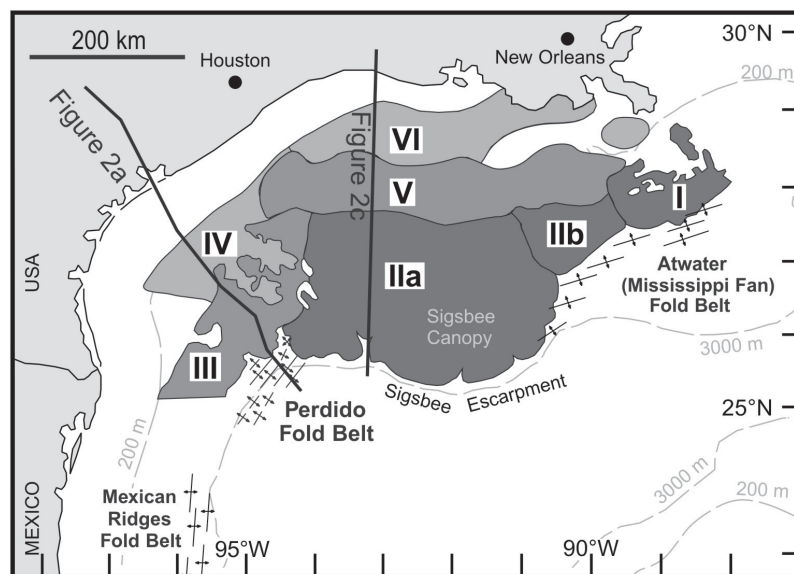 200 km
Houston
New Orleans
30°N
200 m
Figure 2a
Figure 2c
VI
V
I
IV
IIb
IIa
USA
Atwater
(Mississippi Fan)
Fold Belt
Sigsbee
Canopy
3000 m
III
Sigsbee Escarpment
Perdido
Fold Belt
25°N
200 m
3000 m
200 m
Mexican
Ridges
Fold Belt
MEXICO
95°W
90°W